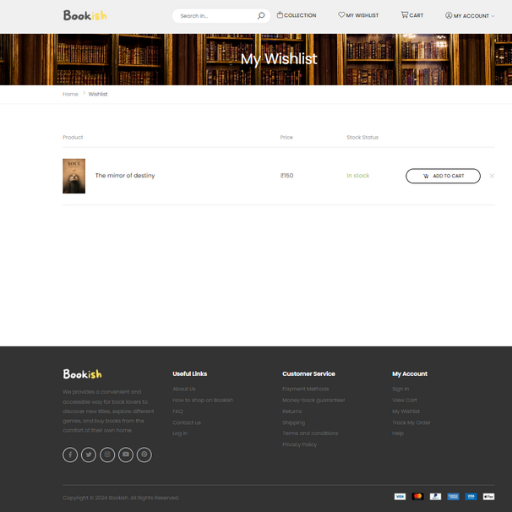 Bookish
Search in...
COLLECTION
MY WISHLIST
CART
MY ACCOUNT
My Wishlist
Home > Wishlist
Product Price Stock Status
The mirror of destiny ₹150 In stock ADD TO CART ×
Bookish
We provides a convenient and
accessible way for book lovers to
discover new titles, explore different
genres, and buy books from the
comfort of their own home.
Useful Links
About Us
How to shop on Bookish
FAQ
Contact us
Log in
Customer Service
Payment Methods
Money-back guarantee!
Returns
Shipping
Terms and conditions
Privacy Policy
My Account
Sign In
View Cart
My Wishlist
Track My Order
Help
Copyright © 2024 Bookish. All Rights Reserved.